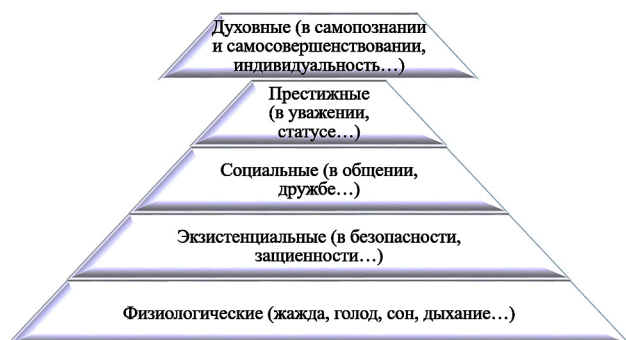 Духовные (в самопознании
и самосовершенствовании,
индивидуальность…)
Престижные
(в уважении,
статусе…)
Социальные (в общении,
дружбе…)
Экзистенциальные (в безопасности,
защиенности…)
Физиологические (жажда, голод, сон, дыхание…)